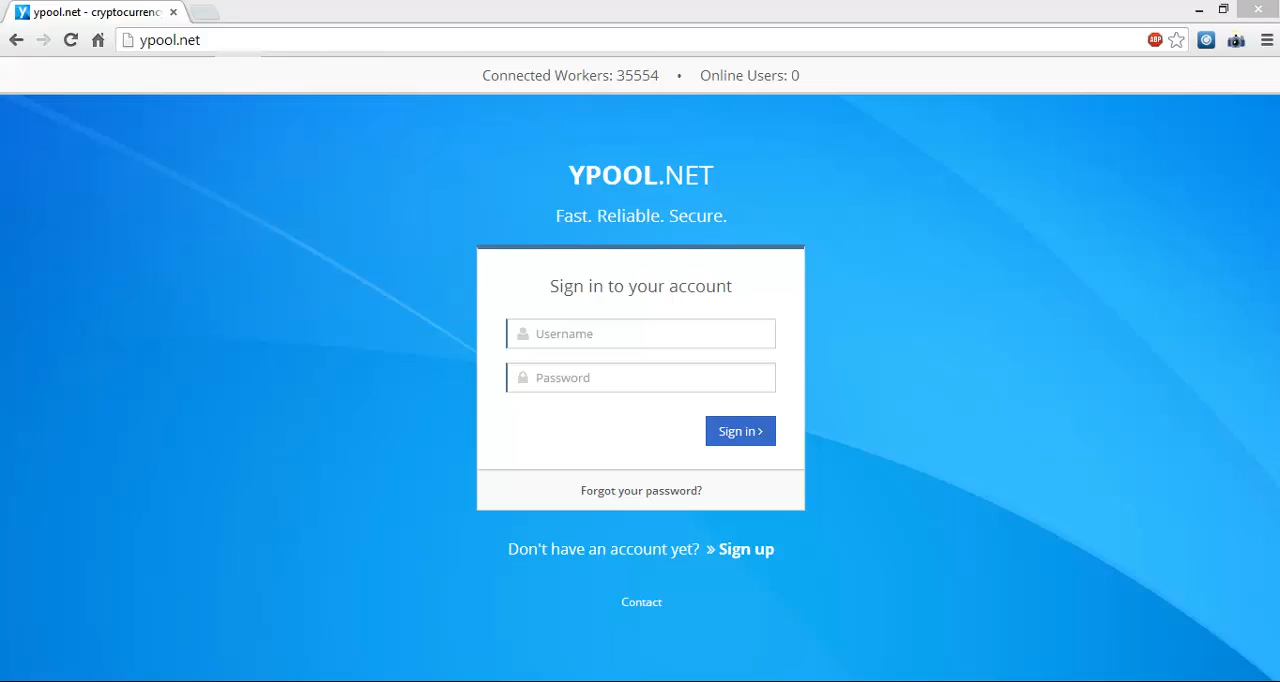 ypool.net - cryptocurrenc
ypool.net
ABP
Connected Workers: 35554 • Online Users: 0
YPOOL.NET
Fast. Reliable. Secure.
Sign in to your account
Username
Password
Sign in ›
Forgot your password?
Don't have an account yet? » Sign up
Contact